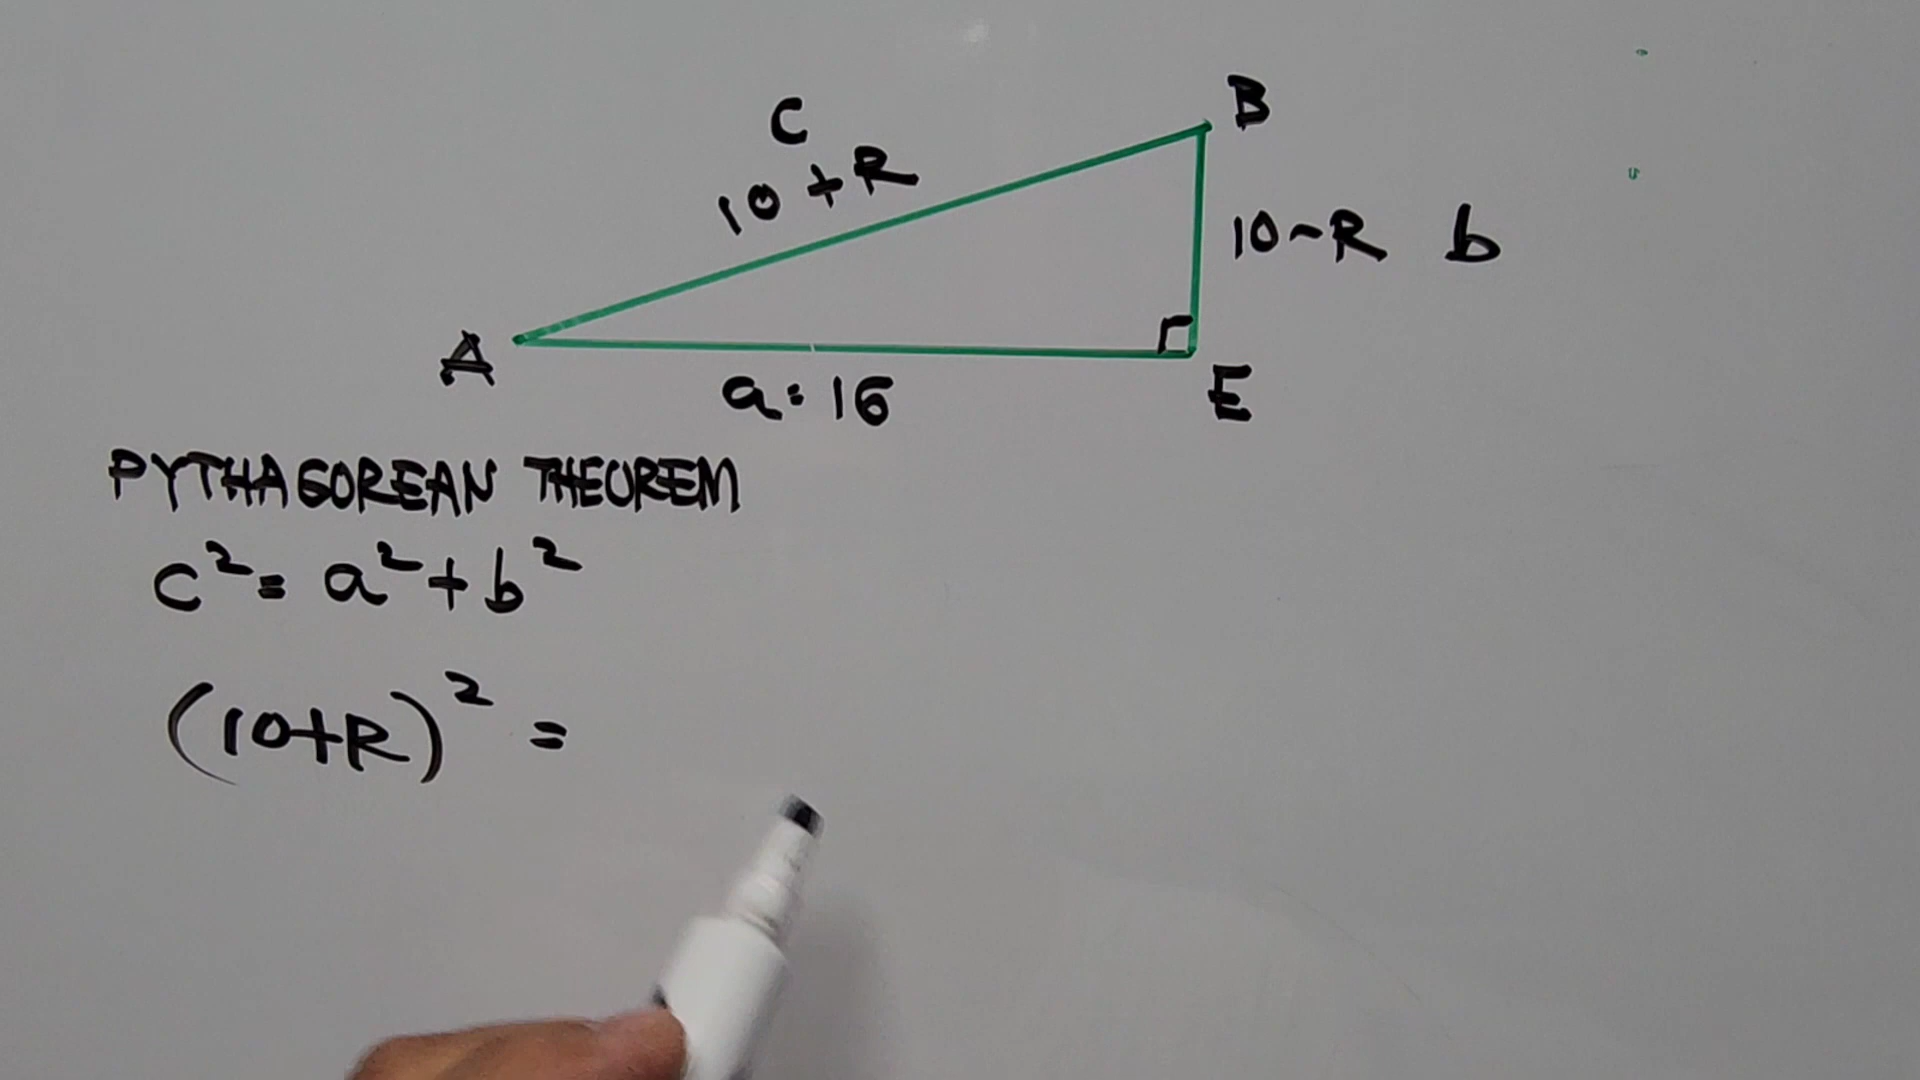 C
10+R
B
10-R b
A
a: 16
E
PYTHAGOREAN THEOREM
c² = a² + b²
(10+R)² =